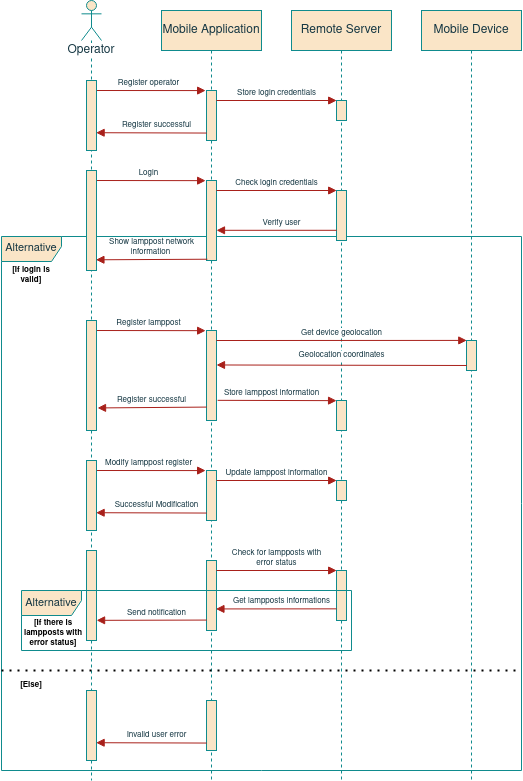 Operator
Mobile Application
Remote Server
Mobile Device
Register operator
Store login credentials
Register successful
Login
Check login credentials
Verify user
Alternative
Show lamppost network
information
[If login is
valid]
Register lamppost
Get device geolocation
Geolocation coordinates
Store lamppost information
Register successful
Modify lamppost register
Update lamppost information
Successful Modification
Check for lampposts with
error status
Alternative
Get lampposts informations
Send notification
[If there is
lampposts with
error status]
[Else]
Invalid user error